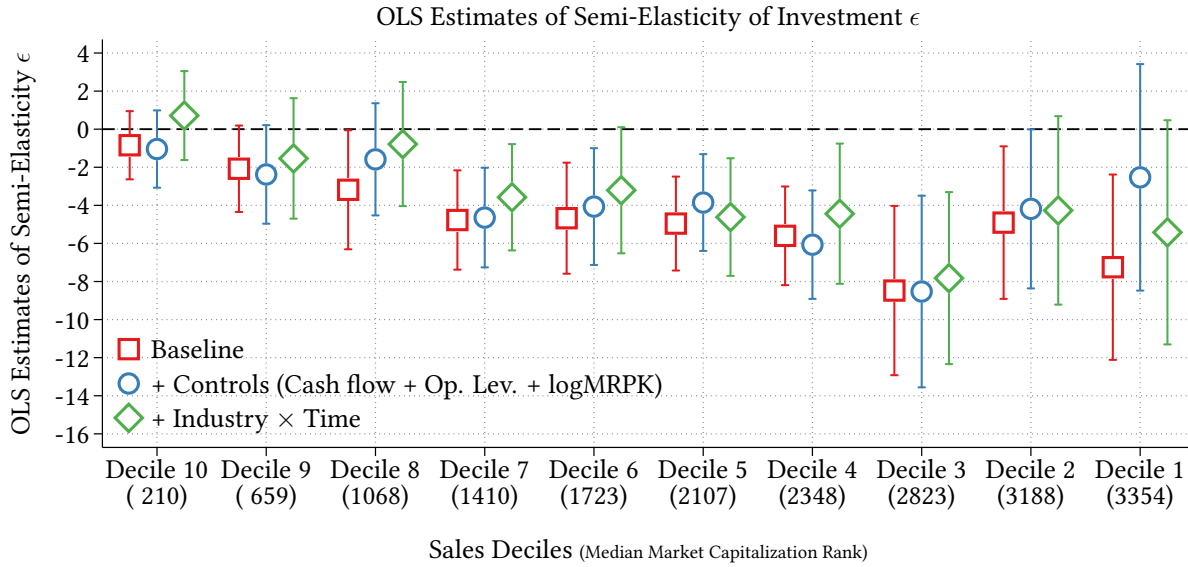 OLS Estimates of Semi-Elasticity of Investment ϵ
OLS Estimates of Semi-Elasticity ϵ
4
2
0
-2
-4
-6
-8
-10
-12
-14
-16
Baseline
+ Controls (Cash flow + Op. Lev. + logMRPK)
+ Industry × Time
Decile 10 Decile 9 Decile 8 Decile 7 Decile 6 Decile 5 Decile 4 Decile 3 Decile 2 Decile 1
( 210) ( 659) (1068) (1410) (1723) (2107) (2348) (2823) (3188) (3354)
Sales Deciles (Median Market Capitalization Rank)